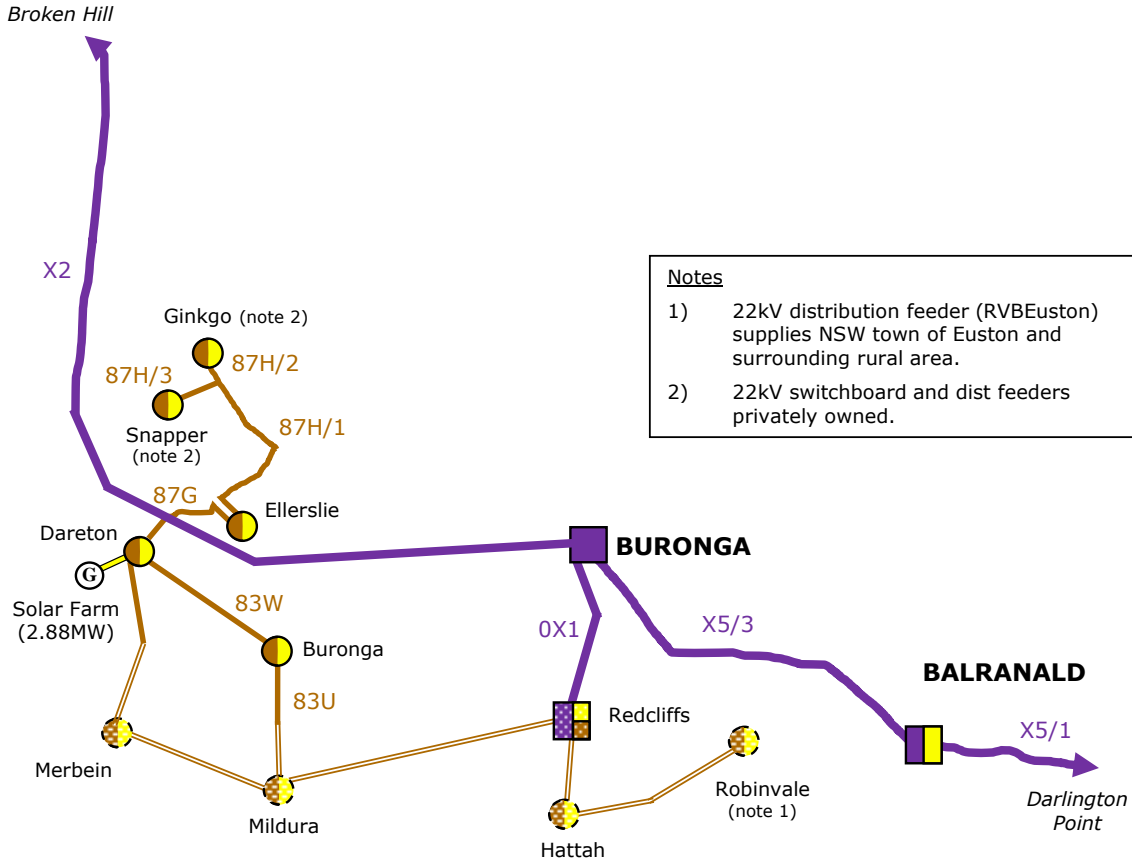 Broken Hill
X2
Notes
1) 22kV distribution feeder (RVBEuston)
supplies NSW town of Euston and
surrounding rural area.
2) 22kV switchboard and dist feeders
privately owned.
Ginkgo (note 2)
87H/3
87H/2
Snapper
(note 2)
87H/1
87G
Ellerslie
Dareton
G
Solar Farm
(2.88MW)
83W
Buronga
83U
BURONGA
0X1
X5/3
BALRANALD
X5/1
Redcliffs
Merbein
Mildura
Robinvale
(note 1)
Hattah
Darlington
Point